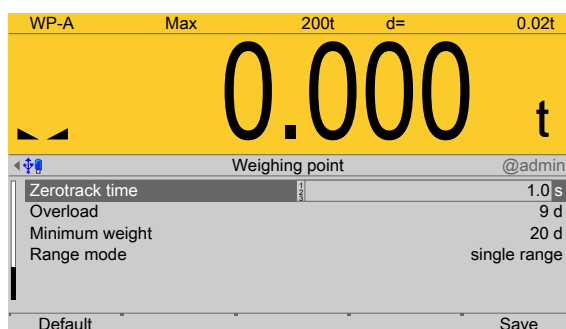 WP-A Max 200t d= 0.02t
0.000 t
Weighing point @admin
Zerotrack time 1.0 s
Overload 9 d
Minimum weight 20 d
Range mode single range
Default Save